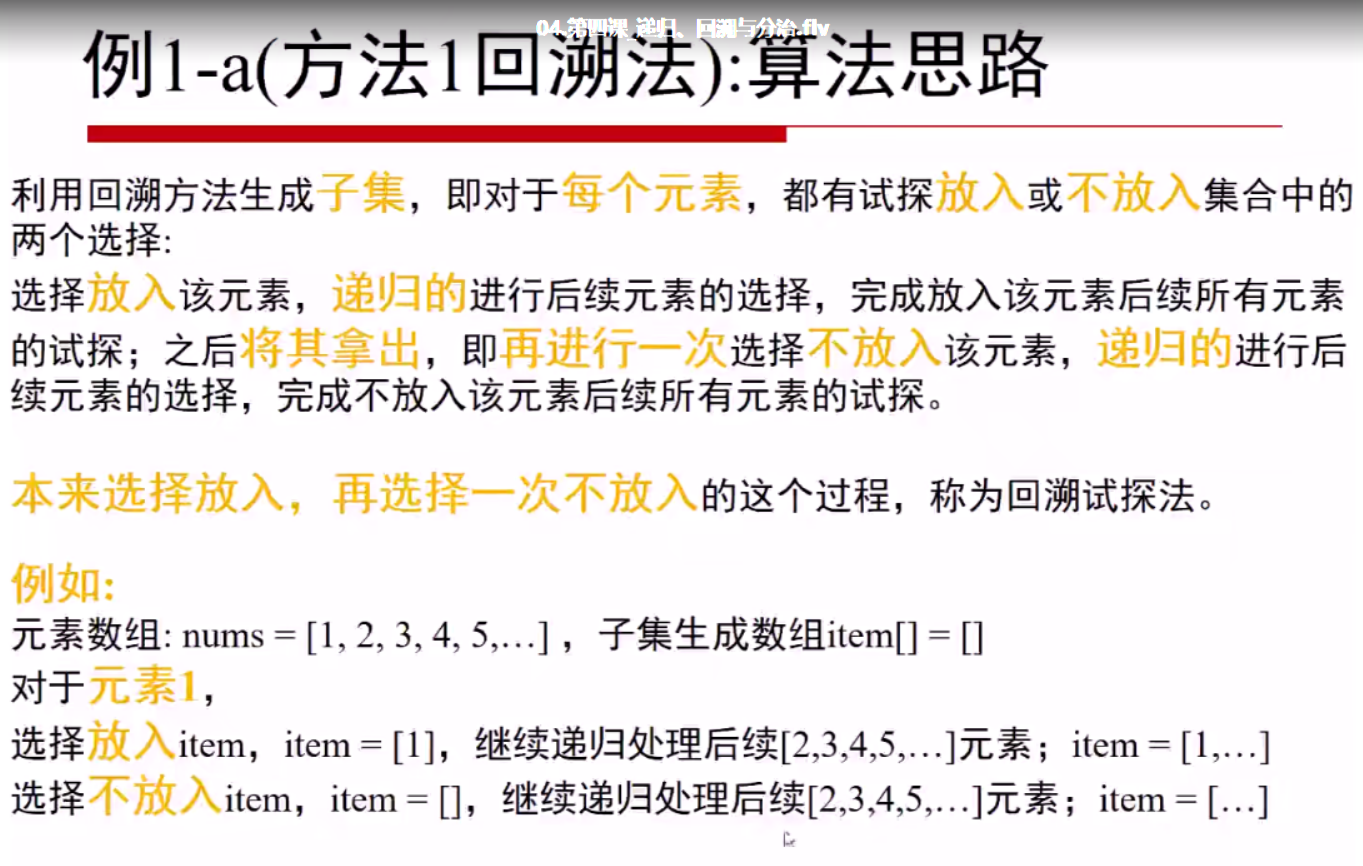 04.第四课_递归、回溯与分治.flv
例1-a(方法1回溯法):算法思路
利用回溯方法生成子集，即对于每个元素，都有试探放入或不放入集合中的
两个选择:
选择放入该元素，递归的进行后续元素的选择，完成放入该元素后续所有元素
的试探；之后将其拿出，即再进行一次选择不放入该元素，递归的进行后
续元素的选择，完成不放入该元素后续所有元素的试探。
本来选择放入，再选择一次不放入的这个过程，称为回溯试探法。
例如:
元素数组: nums = [1, 2, 3, 4, 5,…] ，子集生成数组item[] = []
对于元素1，
选择放入item，item = [1]，继续递归处理后续[2,3,4,5,…]元素；item = [1,…]
选择不放入item，item = []，继续递归处理后续[2,3,4,5,…]元素；item = […]